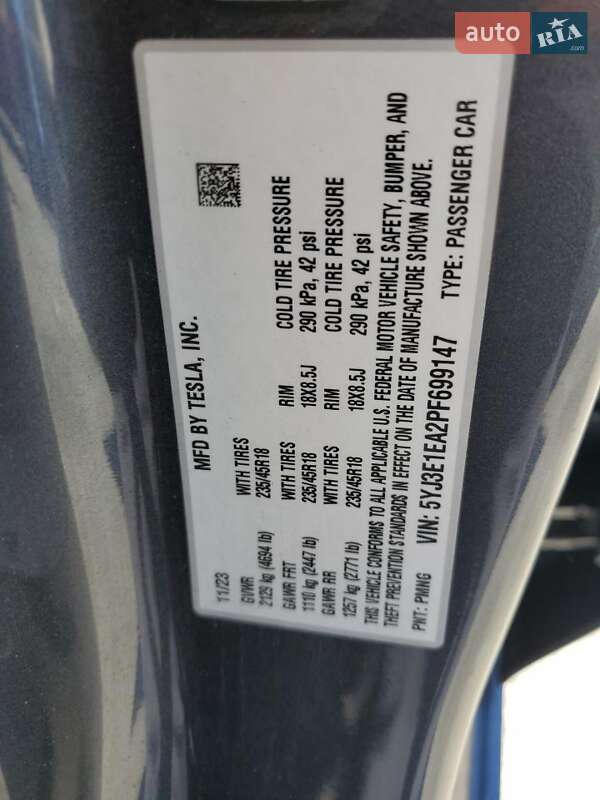 auto RIA.com
MFD BY TESLA, INC.
11/23
GVWR WITH TIRES RIM COLD TIRE PRESSURE
2129 kg (4694 lb) 235/45R18 18X8.5J 290 kPa, 42 psi
GAWR FRT WITH TIRES RIM COLD TIRE PRESSURE
1110 kg (2447 lb) 235/45R18 18X8.5J 290 kPa, 42 psi
GAWR RR WITH TIRES
1257 kg (2771 lb) 235/45R18
THIS VEHICLE CONFORMS TO ALL APPLICABLE U.S. FEDERAL MOTOR VEHICLE SAFETY, BUMPER, AND
THEFT PREVENTION STANDARDS IN EFFECT ON THE DATE OF MANUFACTURE SHOWN ABOVE.
PWT: PMNG VIN: 5YJ3E1EA2PF699147 TYPE: PASSENGER CAR